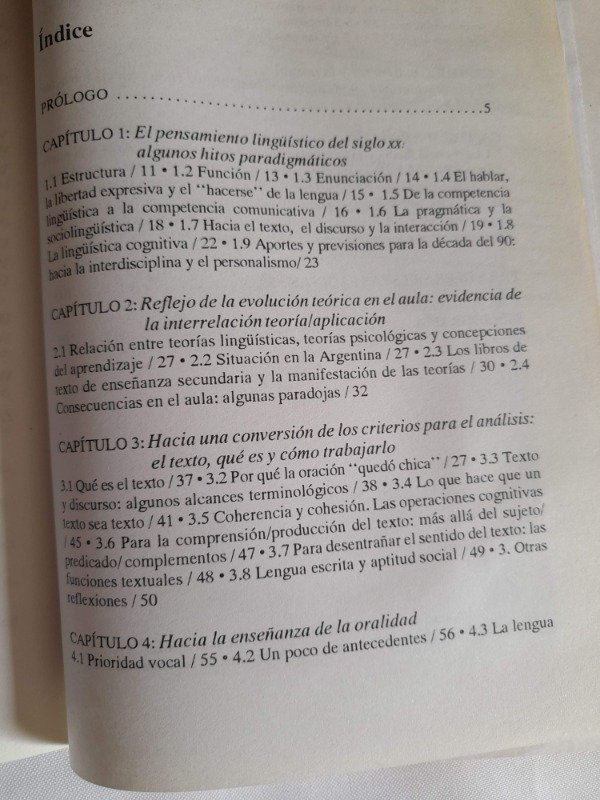 Índice
PRÓLOGO . . . . . . . . . . . . . . . . . . . . . . . . . . . . . . . . . . . . . . . . . . . . 5
CAPÍTULO 1: El pensamiento lingüístico del siglo XX:
algunos hitos paradigmáticos
1.1 Estructura / 11 • 1.2 Función / 13 • 1.3 Enunciación / 14 • 1.4 El hablar,
la libertad expresiva y el "hacerse" de la lengua / 15 • 1.5 De la competencia
lingüística a la competencia comunicativa / 16 • 1.6 La pragmática y la
sociolingüística / 18 • 1.7 Hacia el texto, el discurso y la interacción / 19 • 1.8
La lingüística cognitiva / 22 • 1.9 Aportes y previsiones para la década del 90:
hacia la interdisciplina y el personalismo/ 23
CAPÍTULO 2: Reflejo de la evolución teórica en el aula: evidencia de
la interrelación teoría/aplicación
2.1 Relación entre teorías lingüísticas, teorías psicológicas y concepciones
del aprendizaje / 27 • 2.2 Situación en la Argentina / 27 • 2.3 Los libros de
texto de enseñanza secundaria y la manifestación de las teorías / 30 • 2.4
Consecuencias en el aula: algunas paradojas / 32
CAPÍTULO 3: Hacia una conversión de los criterios para el análisis:
el texto, qué es y cómo trabajarlo
3.1 Qué es el texto / 37 • 3.2 Por qué la oración "quedó chica" / 27 • 3.3 Texto
y discurso: algunos alcances terminológicos / 38 • 3.4 Lo que hace que un
texto sea texto / 41 • 3.5 Coherencia y cohesión. Las operaciones cognitivas
/ 45 • 3.6 Para la comprensión/producción del texto: más allá del sujeto/
predicado/ complementos / 47 • 3.7 Para desentrañar el sentido del texto: las
funciones textuales / 48 • 3.8 Lengua escrita y aptitud social / 49 • 3. Otras
reflexiones / 50
CAPÍTULO 4: Hacia la enseñanza de la oralidad
4.1 Prioridad vocal / 55 • 4.2 Un poco de antecedentes / 56 • 4.3 La lengua